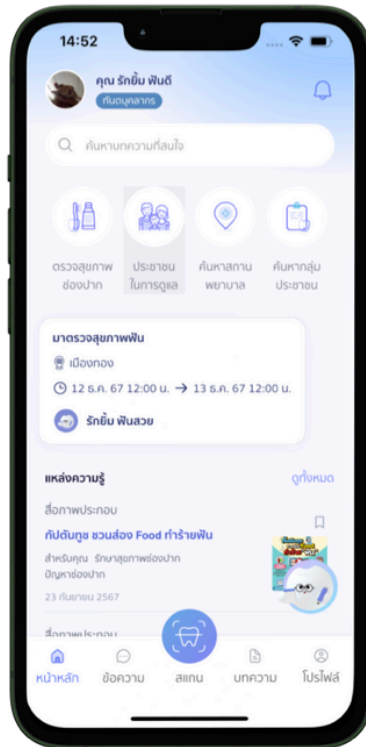 14:52
คุณ รักยิ้ม ฟันดี
ทันตบุคลากร
ค้นหาบทความที่สนใจ
ตรวจสุขภาพ
ช่องปาก
ประชาชน
ในการดูแล
ค้นหาสถาน
พยาบาล
ค้นหากลุ่ม
ประชาชน
มาตรวจสุขภาพฟัน
เมืองทอง
12 ธ.ค. 67 12:00 น. → 13 ธ.ค. 67 12:00 น.
รักยิ้ม ฟันสวย
แหล่งความรู้
ดูทั้งหมด
สื่อภาพประกอบ
กัปตันทูช ชวนส่อง Food ทำร้ายฟัน
สำหรับคุณ รักษาสุขภาพช่องปาก
ปัญหาช่องปาก
23 กันยายน 2567
สื่อภาพประกอบ
หน้าหลัก
ข้อความ
สแกน
บทความ
โปรไฟล์